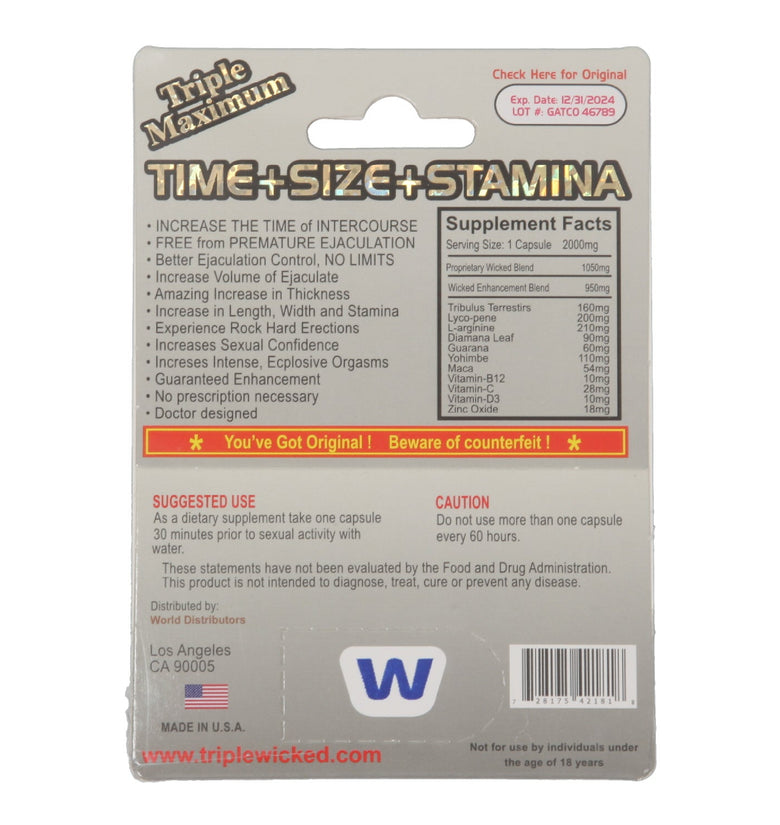 Triple
Maximum
Check Here for Original
Exp. Date: 12/31/2024
LOT #: GATCO 46789
TIME+SIZE+STAMINA
• INCREASE THE TIME of INTERCOURSE
• FREE from PREMATURE EJACULATION
• Better Ejaculation Control, NO LIMITS
• Increase Volume of Ejaculate
• Amazing Increase in Thickness
• Increase in Length, Width and Stamina
• Experience Rock Hard Erections
• Increases Sexual Confidence
• Increses Intense, Ecplosive Orgasms
• Guaranteed Enhancement
• No prescription necessary
• Doctor designed
Supplement Facts
Serving Size: 1 Capsule 2000mg
Proprietary Wicked Blend 1050mg
Wicked Enhancement Blend 950mg
Tribulus Terrestirs 160mg
Lyco-pene 200mg
L-arginine 210mg
Diamana Leaf 90mg
Guarana 60mg
Yohimbe 110mg
Maca 54mg
Vitamin-B12 10mg
Vitamin-C 28mg
Vitamin-D3 10mg
Zinc Oxide 18mg
* You've Got Original ! Beware of counterfeit ! *
SUGGESTED USE
As a dietary supplement take one capsule
30 minutes prior to sexual activity with
water.
CAUTION
Do not use more than one capsule
every 60 hours.
These statements have not been evaluated by the Food and Drug Administration.
This product is not intended to diagnose, treat, cure or prevent any disease.
Distributed by:
World Distributors
Los Angeles
CA 90005
MADE IN U.S.A.
www.triplewicked.com
W
7 28175 42181 8
Not for use by individuals under
the age of 18 years